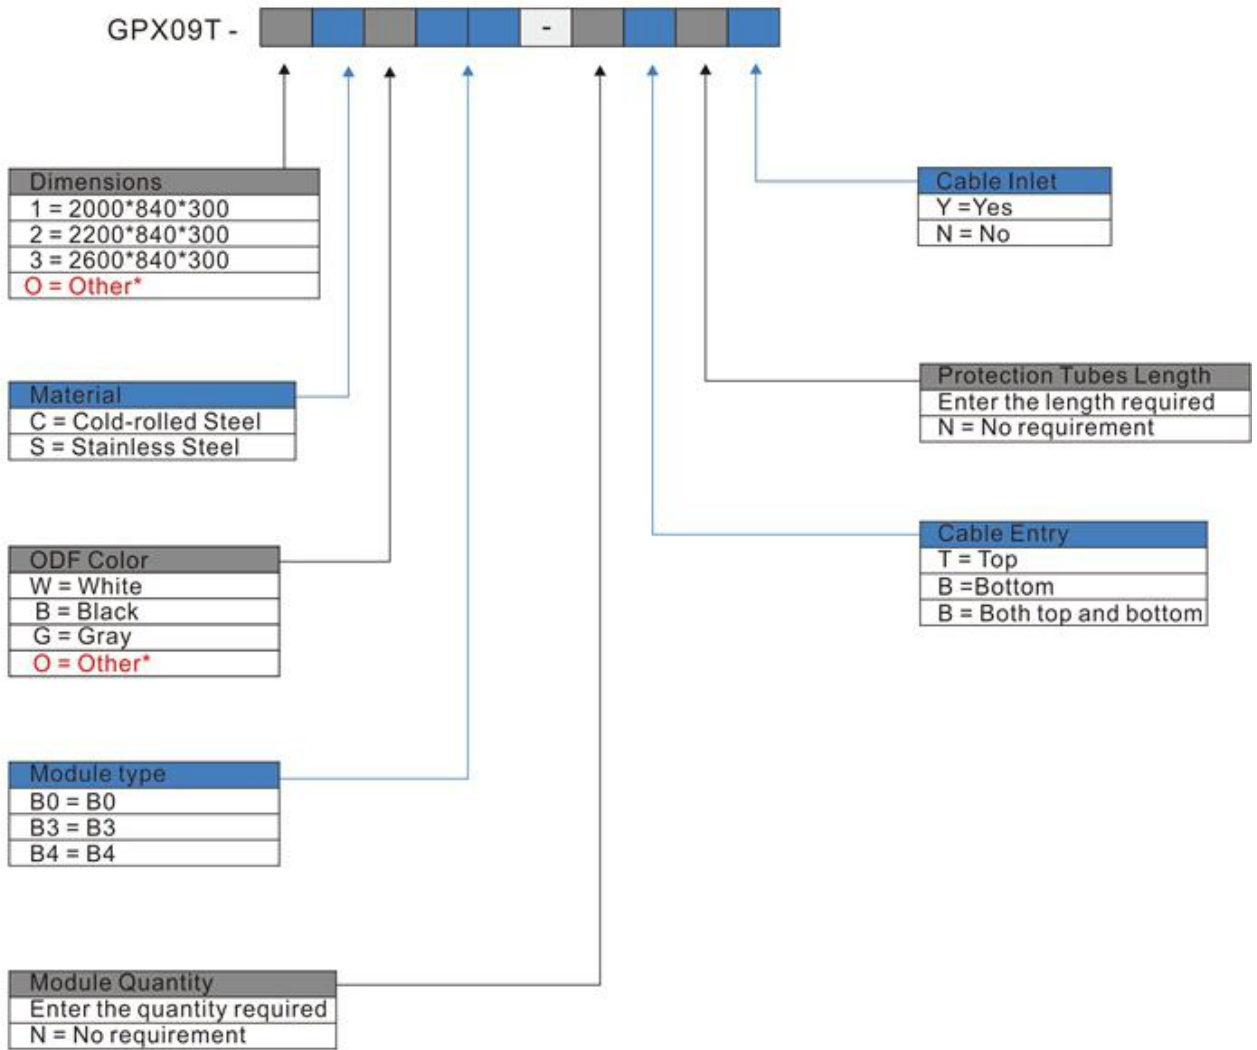 GPX09T -
-
Dimensions
1 = 2000*840*300
2 = 2200*840*300
3 = 2600*840*300
O = Other*
Material
C = Cold-rolled Steel
S = Stainless Steel
ODF Color
W = White
B = Black
G = Gray
O = Other*
Module type
B0 = B0
B3 = B3
B4 = B4
Module Quantity
Enter the quantity required
N = No requirement
Cable Inlet
Y =Yes
N = No
Protection Tubes Length
Enter the length required
N = No requirement
Cable Entry
T = Top
B =Bottom
B = Both top and bottom